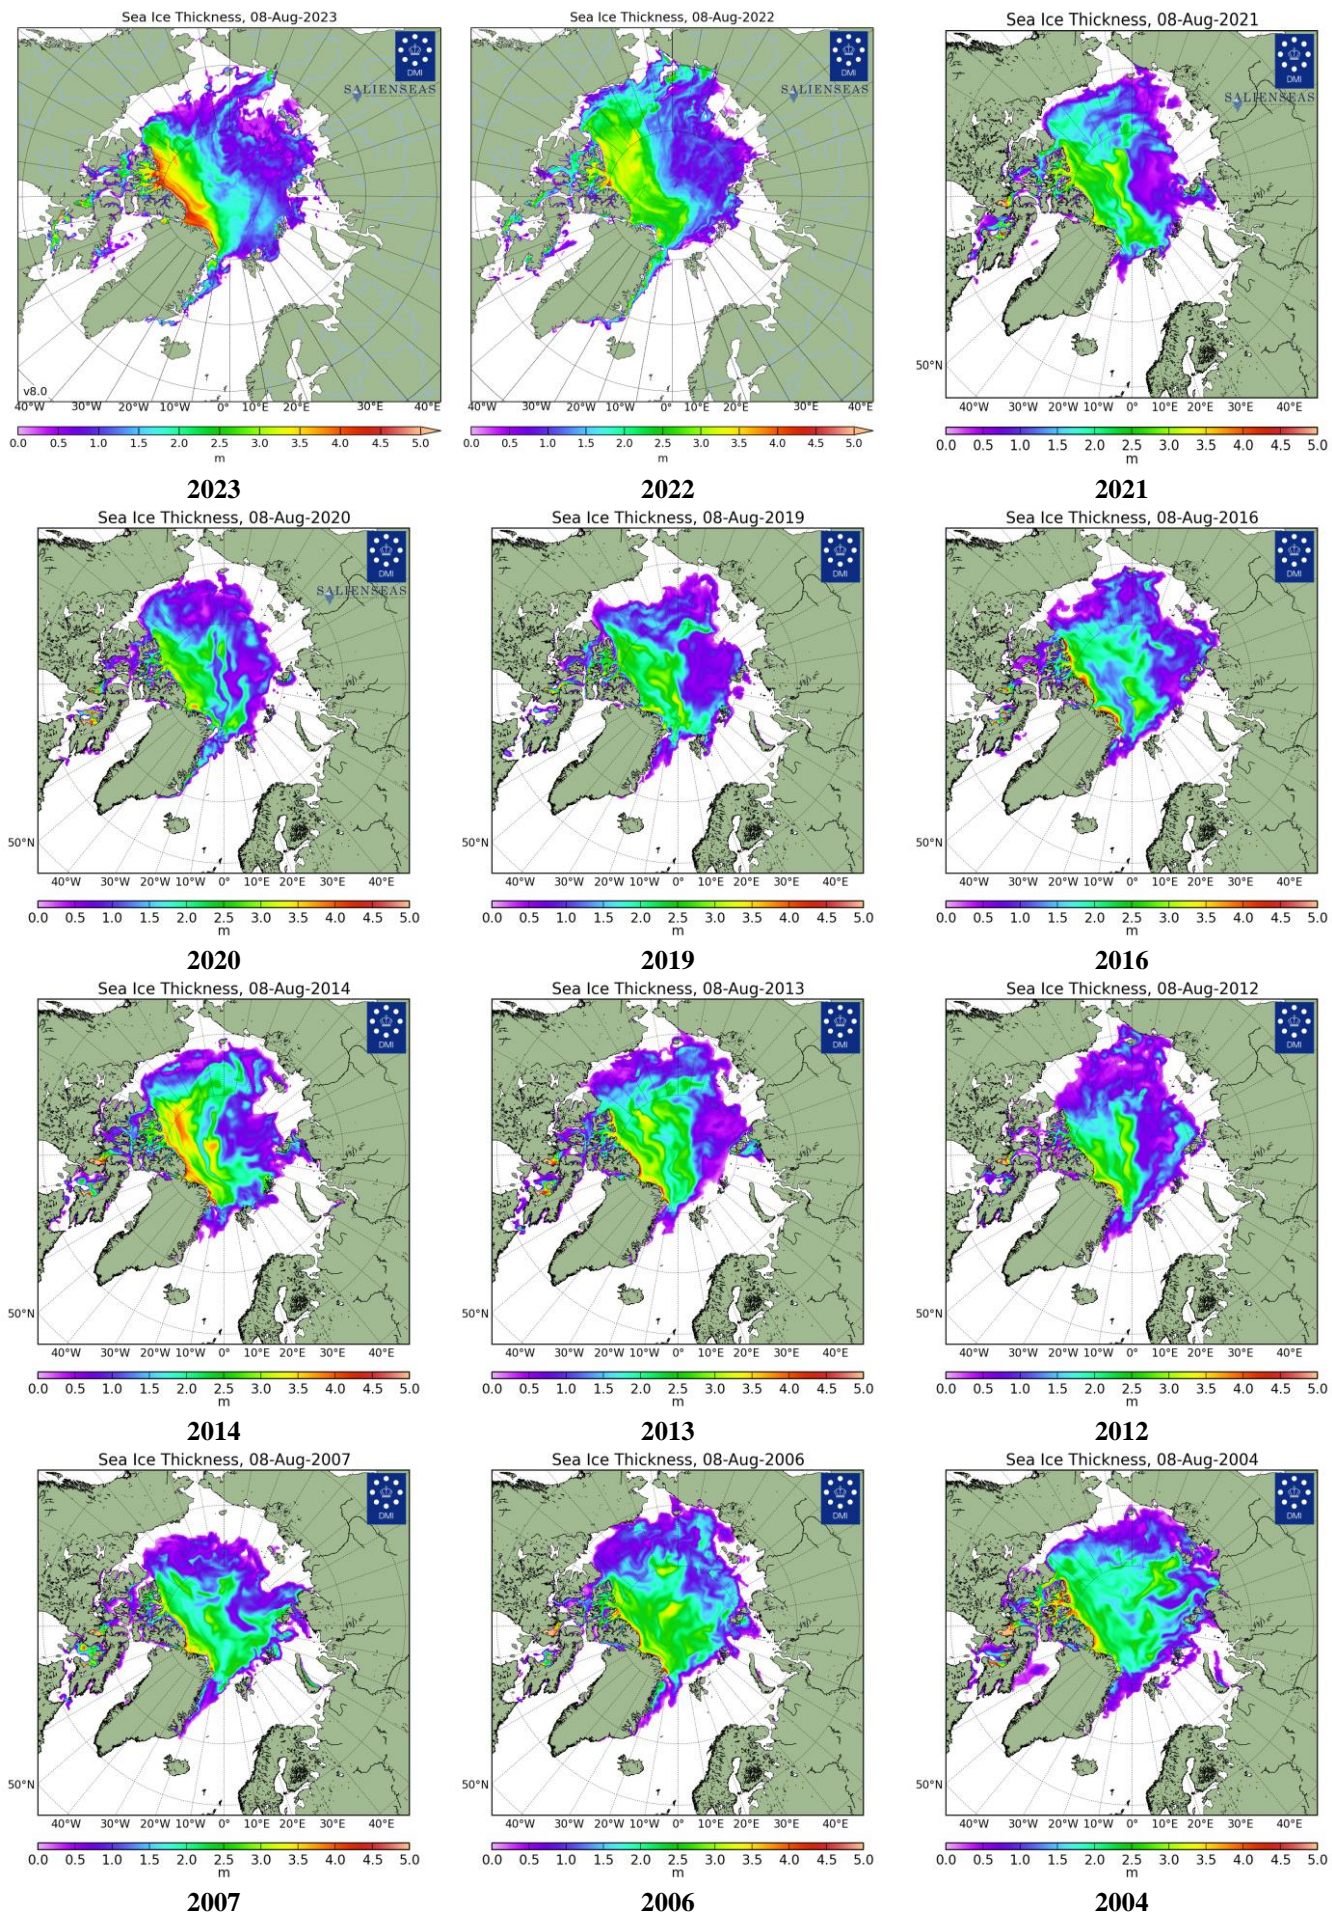 Sea Ice Thickness, 08-Aug-2023
DMI
SALIENSEAS
v8.0
40°W 30°W 20°W 10°W 0° 10°E 20°E 30°E 40°E
0.0 0.5 1.0 1.5 2.0 2.5 3.0 3.5 4.0 4.5 5.0
m
2023
Sea Ice Thickness, 08-Aug-2022
DMI
SALIENSEAS
40°W 30°W 20°W 10°W 0° 10°E 20°E 30°E 40°E
0.0 0.5 1.0 1.5 2.0 2.5 3.0 3.5 4.0 4.5 5.0
m
2022
Sea Ice Thickness, 08-Aug-2021
DMI
SALIENSEAS
50°N
40°W 30°W 20°W 10°W 0° 10°E 20°E 30°E 40°E
0.0 0.5 1.0 1.5 2.0 2.5 3.0 3.5 4.0 4.5 5.0
m
2021
Sea Ice Thickness, 08-Aug-2020
DMI
SALIENSEAS
50°N
40°W 30°W 20°W 10°W 0° 10°E 20°E 30°E 40°E
0.0 0.5 1.0 1.5 2.0 2.5 3.0 3.5 4.0 4.5 5.0
m
2020
Sea Ice Thickness, 08-Aug-2019
DMI
50°N
40°W 30°W 20°W 10°W 0° 10°E 20°E 30°E 40°E
0.0 0.5 1.0 1.5 2.0 2.5 3.0 3.5 4.0 4.5 5.0
m
2019
Sea Ice Thickness, 08-Aug-2016
DMI
50°N
40°W 30°W 20°W 10°W 0° 10°E 20°E 30°E 40°E
0.0 0.5 1.0 1.5 2.0 2.5 3.0 3.5 4.0 4.5 5.0
m
2016
Sea Ice Thickness, 08-Aug-2014
DMI
50°N
40°W 30°W 20°W 10°W 0° 10°E 20°E 30°E 40°E
0.0 0.5 1.0 1.5 2.0 2.5 3.0 3.5 4.0 4.5 5.0
m
2014
Sea Ice Thickness, 08-Aug-2013
DMI
50°N
40°W 30°W 20°W 10°W 0° 10°E 20°E 30°E 40°E
0.0 0.5 1.0 1.5 2.0 2.5 3.0 3.5 4.0 4.5 5.0
m
2013
Sea Ice Thickness, 08-Aug-2012
DMI
50°N
40°W 30°W 20°W 10°W 0° 10°E 20°E 30°E 40°E
0.0 0.5 1.0 1.5 2.0 2.5 3.0 3.5 4.0 4.5 5.0
m
2012
Sea Ice Thickness, 08-Aug-2007
DMI
50°N
40°W 30°W 20°W 10°W 0° 10°E 20°E 30°E 40°E
0.0 0.5 1.0 1.5 2.0 2.5 3.0 3.5 4.0 4.5 5.0
m
2007
Sea Ice Thickness, 08-Aug-2006
DMI
50°N
40°W 30°W 20°W 10°W 0° 10°E 20°E 30°E 40°E
0.0 0.5 1.0 1.5 2.0 2.5 3.0 3.5 4.0 4.5 5.0
m
2006
Sea Ice Thickness, 08-Aug-2004
DMI
50°N
40°W 30°W 20°W 10°W 0° 10°E 20°E 30°E 40°E
0.0 0.5 1.0 1.5 2.0 2.5 3.0 3.5 4.0 4.5 5.0
m
2004